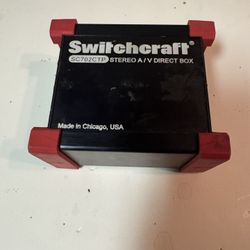 Switchcraft®
SC702CTP STEREO A/V DIRECT BOX
Made in Chicago, USA